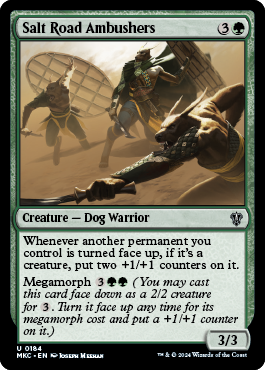 Salt Road Ambushers 3
Creature — Dog Warrior
Whenever another permanent you
control is turned face up, if it's a
creature, put two +1/+1 counters on it.
Megamorph 3 (You may cast
this card face down as a 2/2 creature
for 3. Turn it face up any time for its
megamorph cost and put a +1/+1 counter
on it.)
3/3
U 0184
MKC • EN JOSEPH MEEHAN
™ & © 2024 Wizards of the Coast